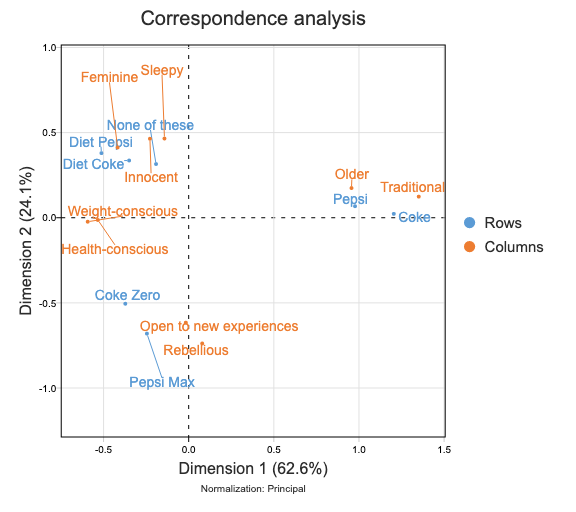 Correspondence analysis
1.0
Sleepy
Feminine
0.5
None of these
Diet Pepsi
Diet Coke
Innocent
Older
Traditional
Pepsi
Weight-conscious
0.0
Coke
Rows
Columns
Health-conscious
Dimension 2 (24.1%)
Coke Zero
-0.5
Open to new experiences
Rebellious
Pepsi Max
-1.0
-0.5 0.0 0.5 1.0 1.5
Dimension 1 (62.6%)
Normalization: Principal